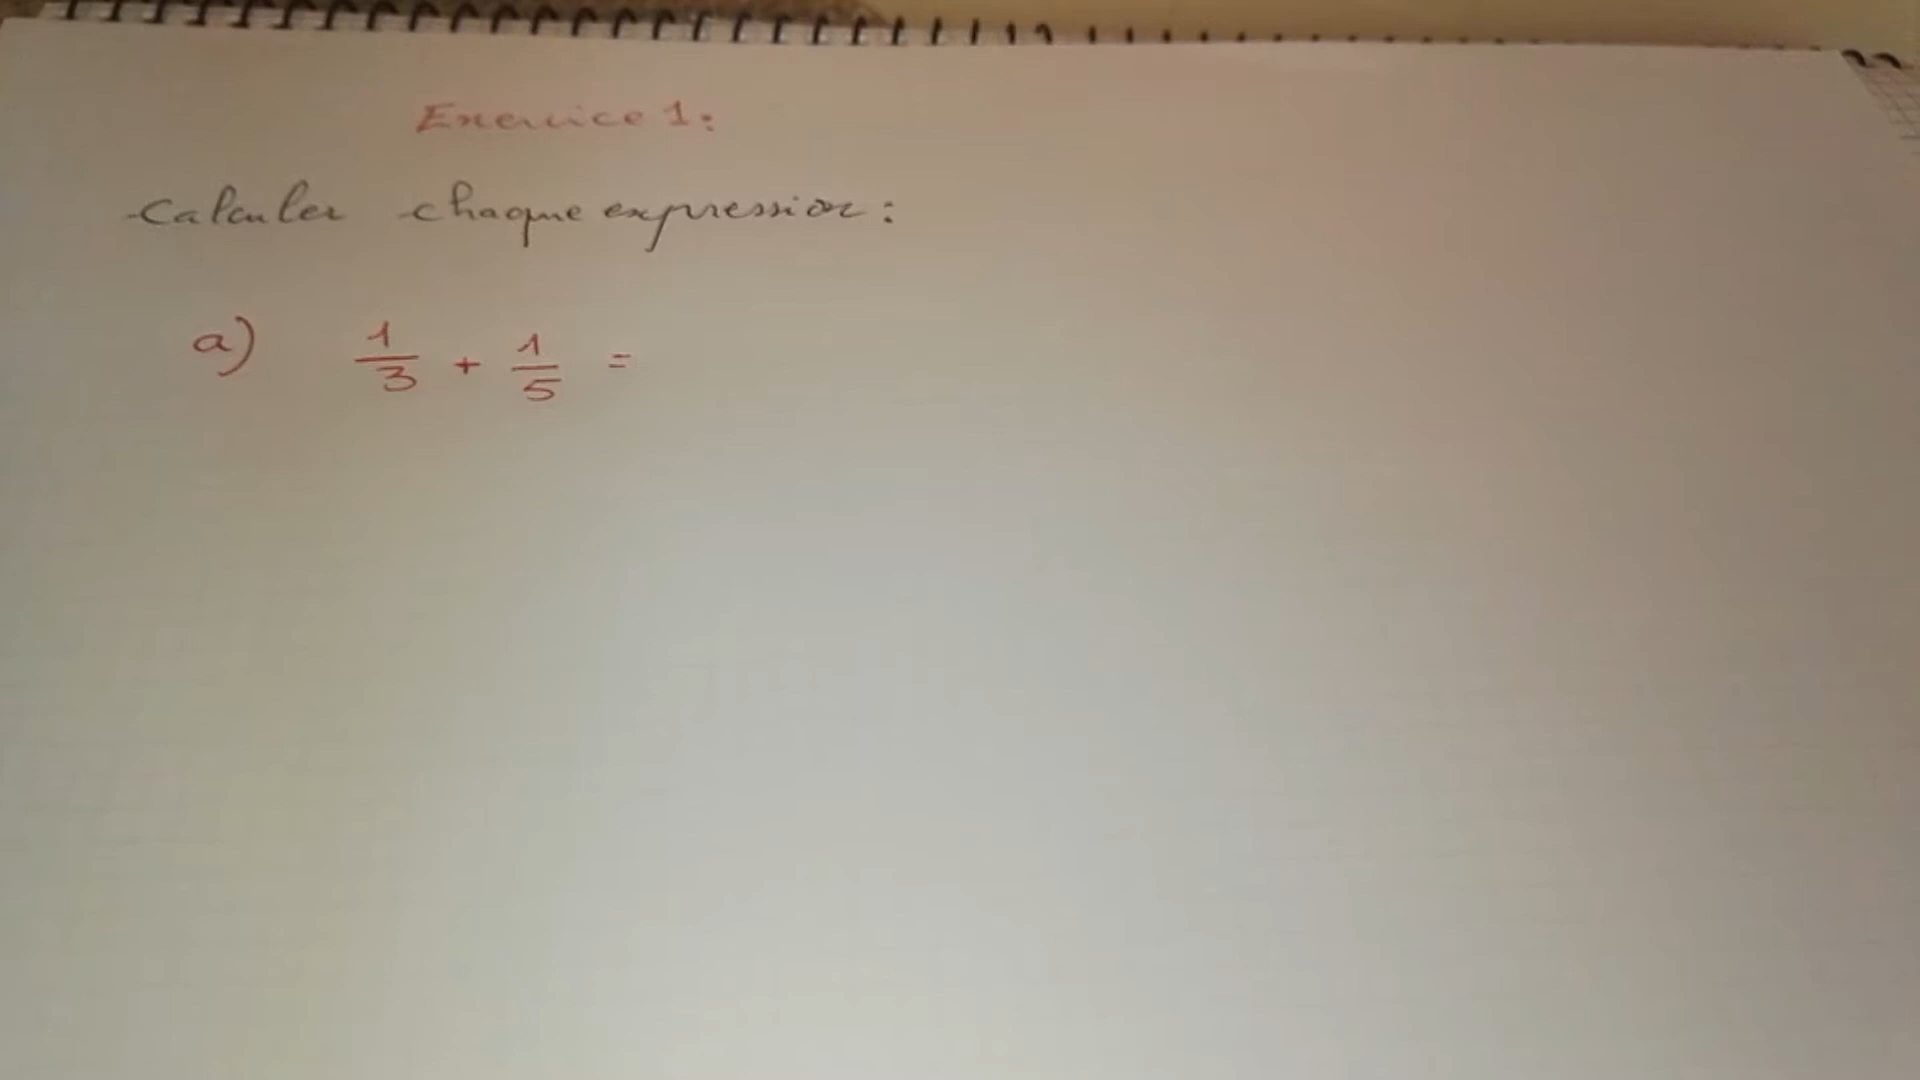 Exercice 1:
Calculer chaque expression:
a) 1/3 + 1/5 =